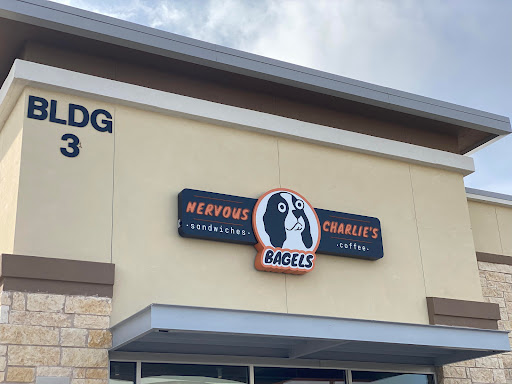 BLDG
3
NERVOUS CHARLIE'S
·sandwiches· ·coffee·
BAGELS